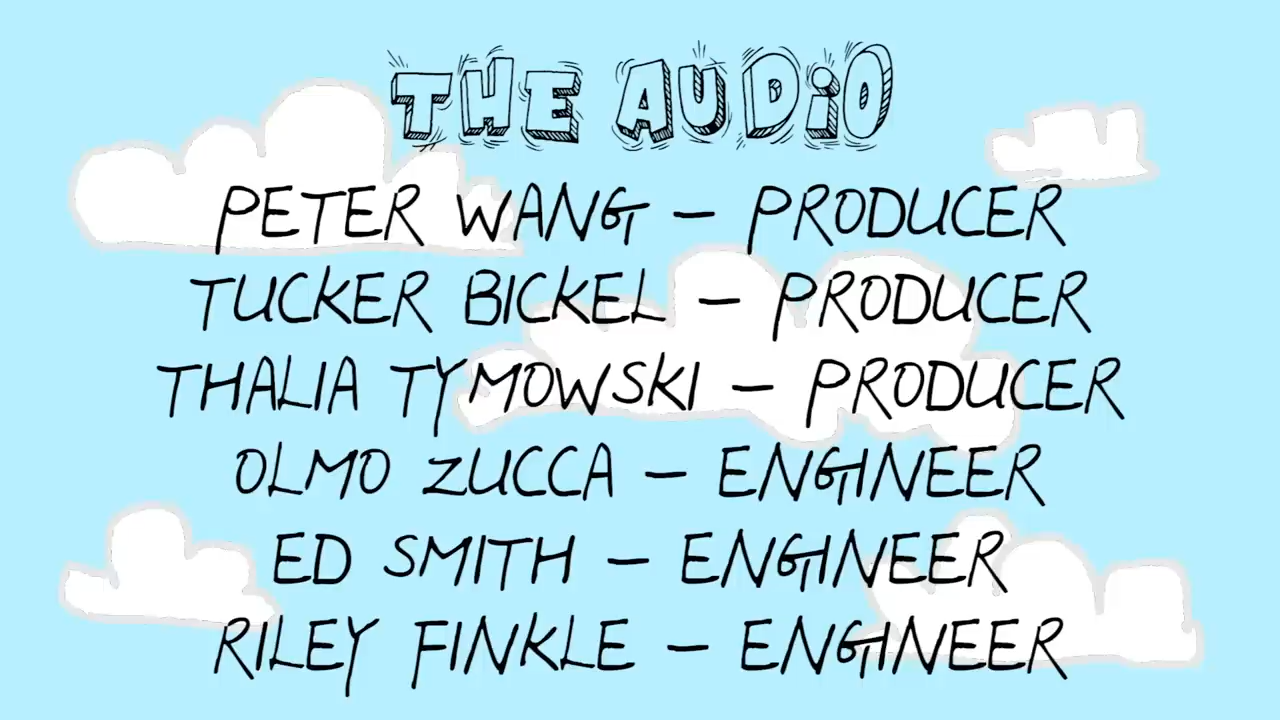 THE AUDIO
PETER WANG – PRODUCER
TUCKER BICKEL – PRODUCER
THALIA TYMOWSKI – PRODUCER
OLMO ZUCCA – ENGINEER
ED SMITH – ENGINEER
RILEY FINKLE – ENGINEER